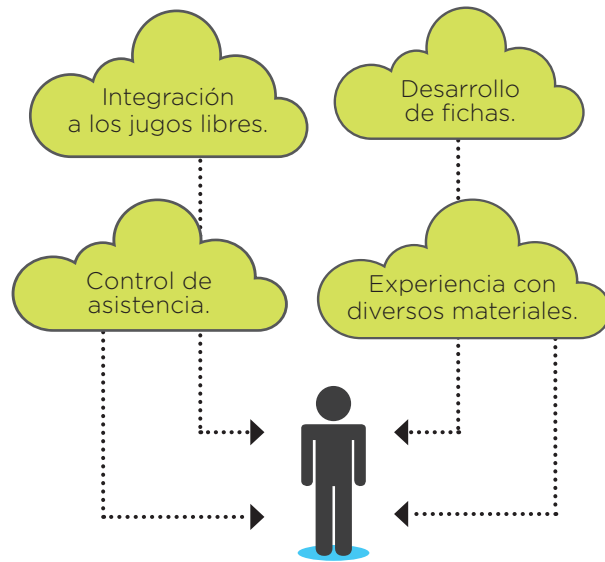 Integración
a los jugos libres.
Desarrollo
de fichas.
Control de
asistencia.
Experiencia con
diversos materiales.